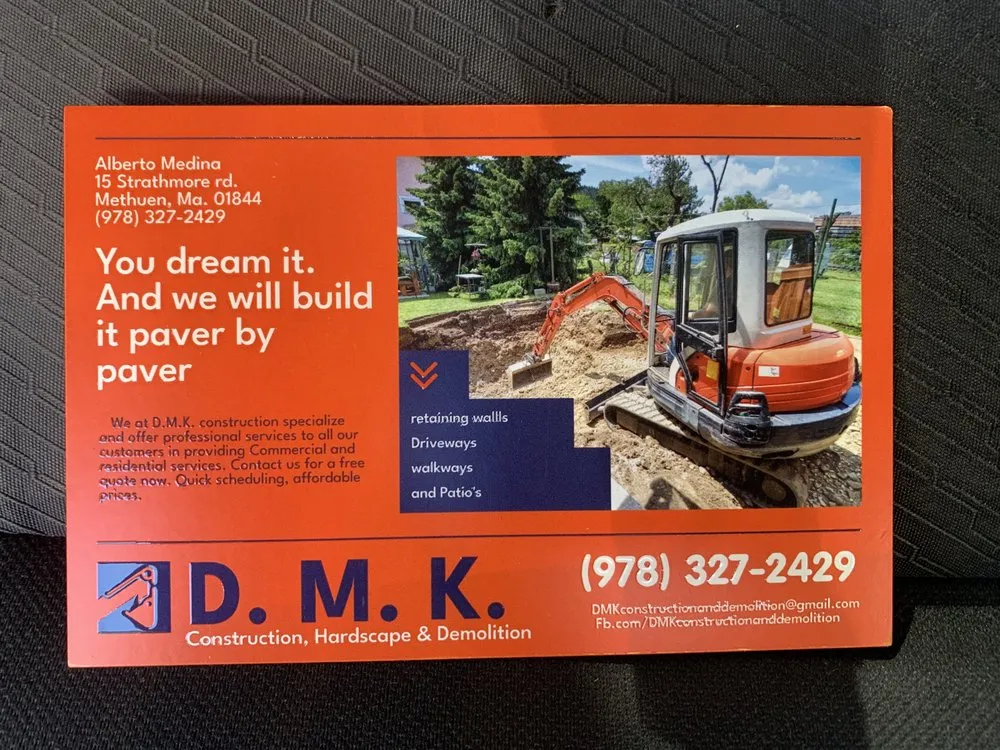 Alberto Medina
15 Strathmore rd.
Methuen, Ma. 01844
(978) 327-2429
You dream it.
And we will build
it paver by
paver
We at D.M.K. construction specialize
and offer professional services to all our
customers in providing Commercial and
residential services. Contact us for a free
quote now. Quick scheduling, affordable
prices.
retaining wallls
Driveways
walkways
and Patio's
D. M. K.
Construction, Hardscape & Demolition
(978) 327-2429
DMKconstructionanddemolition@gmail.com
Fb.com/DMKconstructionanddemolition